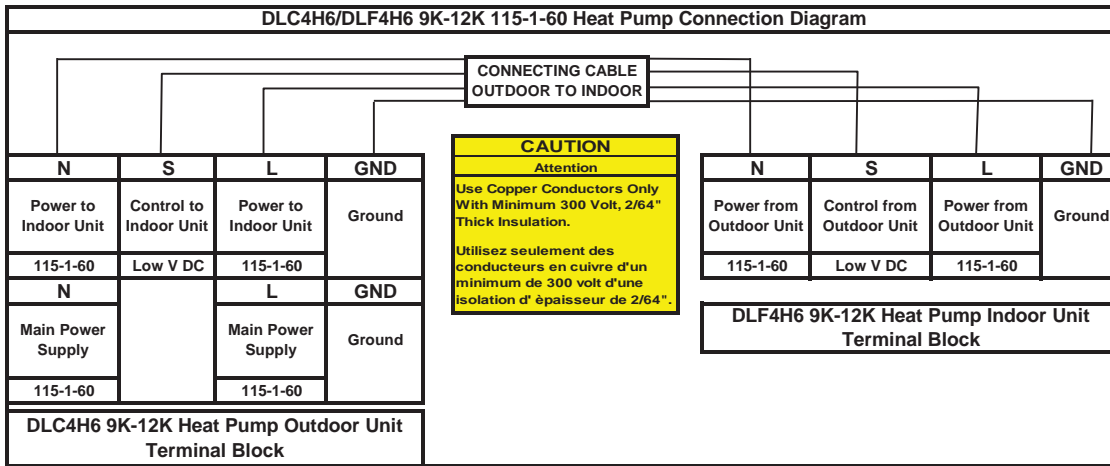 DLC4H6/DLF4H6 9K-12K 115-1-60 Heat Pump Connection Diagram
CONNECTING CABLE
OUTDOOR TO INDOOR
N S L GND
Power to Indoor Unit Control to Indoor Unit Power to Indoor Unit Ground
115-1-60 Low V DC 115-1-60
N L GND
Main Power Supply Main Power Supply Ground
115-1-60 115-1-60
DLC4H6 9K-12K Heat Pump Outdoor Unit
Terminal Block
CAUTION
Attention
Use Copper Conductors Only
With Minimum 300 Volt, 2/64"
Thick Insulation.
Utilisez seulement des
conducteurs en cuivre d'un
minimum de 300 volt d'une
isolation d' èpaisseur de 2/64".
N S L GND
Power from Outdoor Unit Control from Outdoor Unit Power from Outdoor Unit Ground
115-1-60 Low V DC 115-1-60
DLF4H6 9K-12K Heat Pump Indoor Unit
Terminal Block